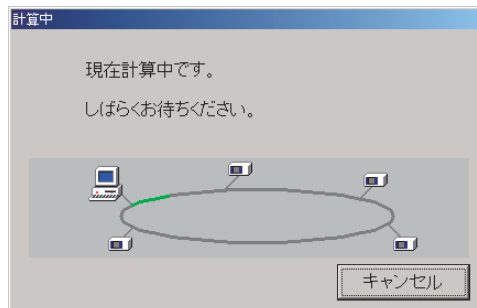 計算中
現在計算中です。
しばらくお待ちください。
キャンセル